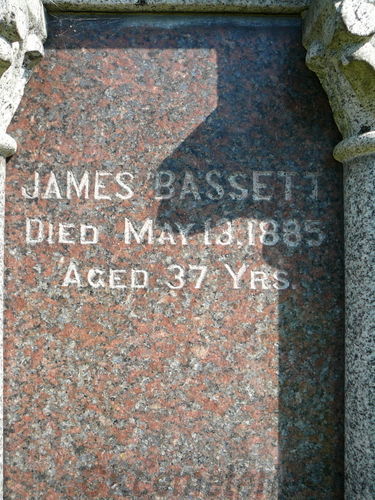 JAMES BASSETT
DIED MAY 13, 1885
AGED 37 YRS.